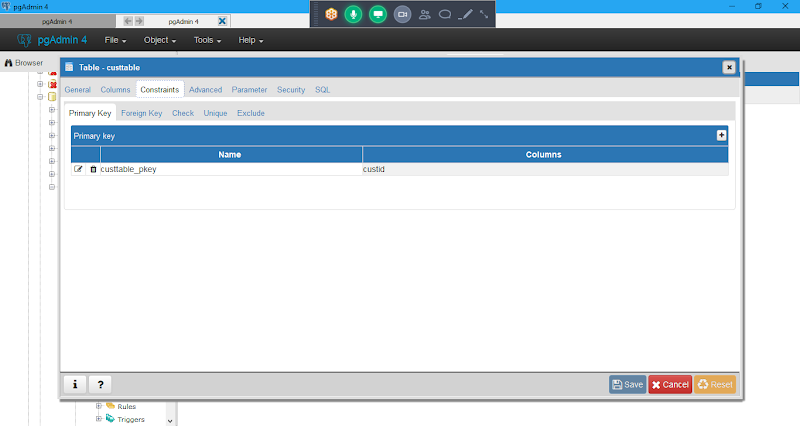 pgAdmin 4
pgAdmin 4
pgAdmin 4
pgAdmin 4
File
Object
Tools
Help
Browser
Table - custtable
General
Columns
Constraints
Advanced
Parameter
Security
SQL
Primary Key
Foreign Key
Check
Unique
Exclude
Primary key
Name
Columns
custtable_pkey
custid
i
?
Save
Cancel
Reset
Rules
Triggers